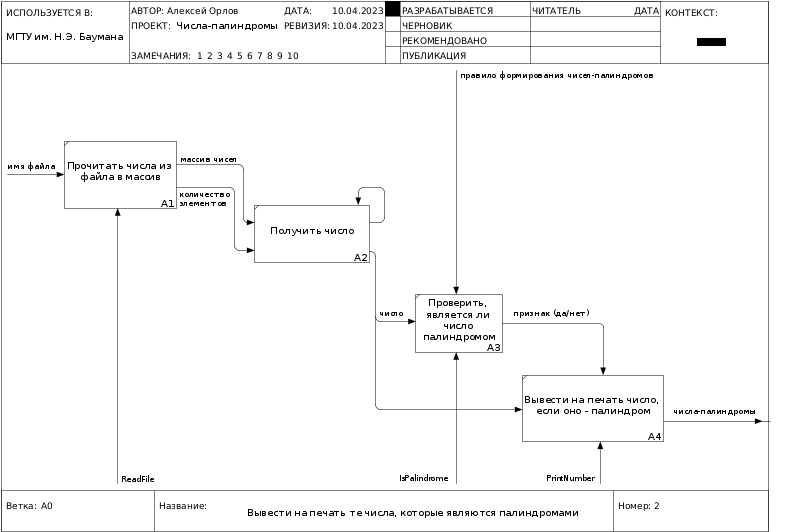 ИСПОЛЬЗУЕТСЯ В:
МГТУ им. Н.Э. Баумана
АВТОР: Алексей Орлов ДАТА: 10.04.2023
ПРОЕКТ: Числа-палиндромы РЕВИЗИЯ: 10.04.2023
ЗАМЕЧАНИЯ: 1 2 3 4 5 6 7 8 9 10
РАЗРАБАТЫВАЕТСЯ
ЧЕРНОВИК
РЕКОМЕНДОВАНО
ПУБЛИКАЦИЯ
ЧИТАТЕЛЬ ДАТА
КОНТЕКСТ:
правило формирования чисел-палиндромов
имя файла
Прочитать числа из
файла в массив
A1
массив чисел
количество
элементов
Получить число
A2
число
Проверить,
является ли
число
палиндромом
A3
признак (да/нет)
Вывести на печать число,
если оно - палиндром
A4
числа-палиндромы
ReadFile
IsPalindrome
PrintNumber
Ветка: A0
Название:
Вывести на печать те числа, которые являются палиндромами
Номер: 2